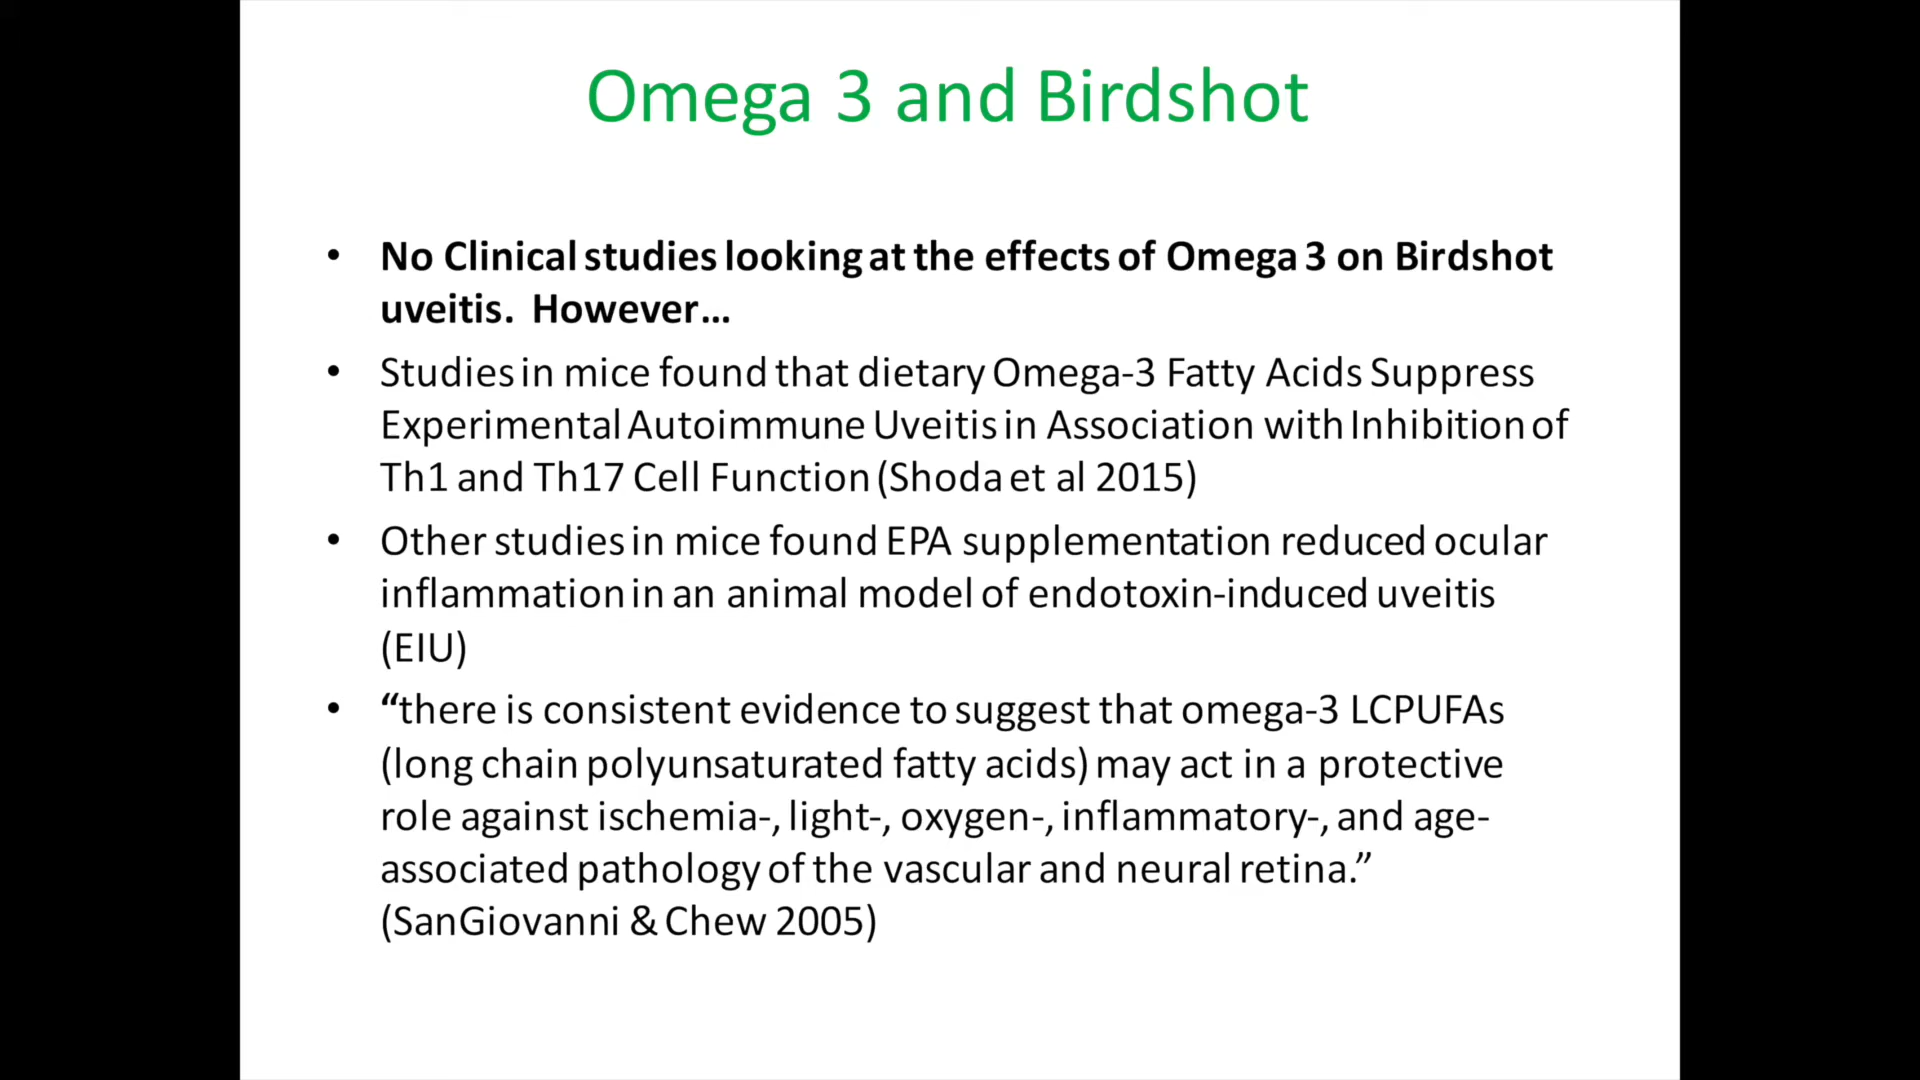 Omega 3 and Birdshot
• No Clinical studies looking at the effects of Omega 3 on Birdshot
uveitis. However…
• Studies in mice found that dietary Omega-3 Fatty Acids Suppress
Experimental Autoimmune Uveitis in Association with Inhibition of
Th1 and Th17 Cell Function (Shoda et al 2015)
• Other studies in mice found EPA supplementation reduced ocular
inflammation in an animal model of endotoxin-induced uveitis
(EIU)
• “there is consistent evidence to suggest that omega-3 LCPUFAs
(long chain polyunsaturated fatty acids) may act in a protective
role against ischemia-, light-, oxygen-, inflammatory-, and age-
associated pathology of the vascular and neural retina.”
(SanGiovanni & Chew 2005)